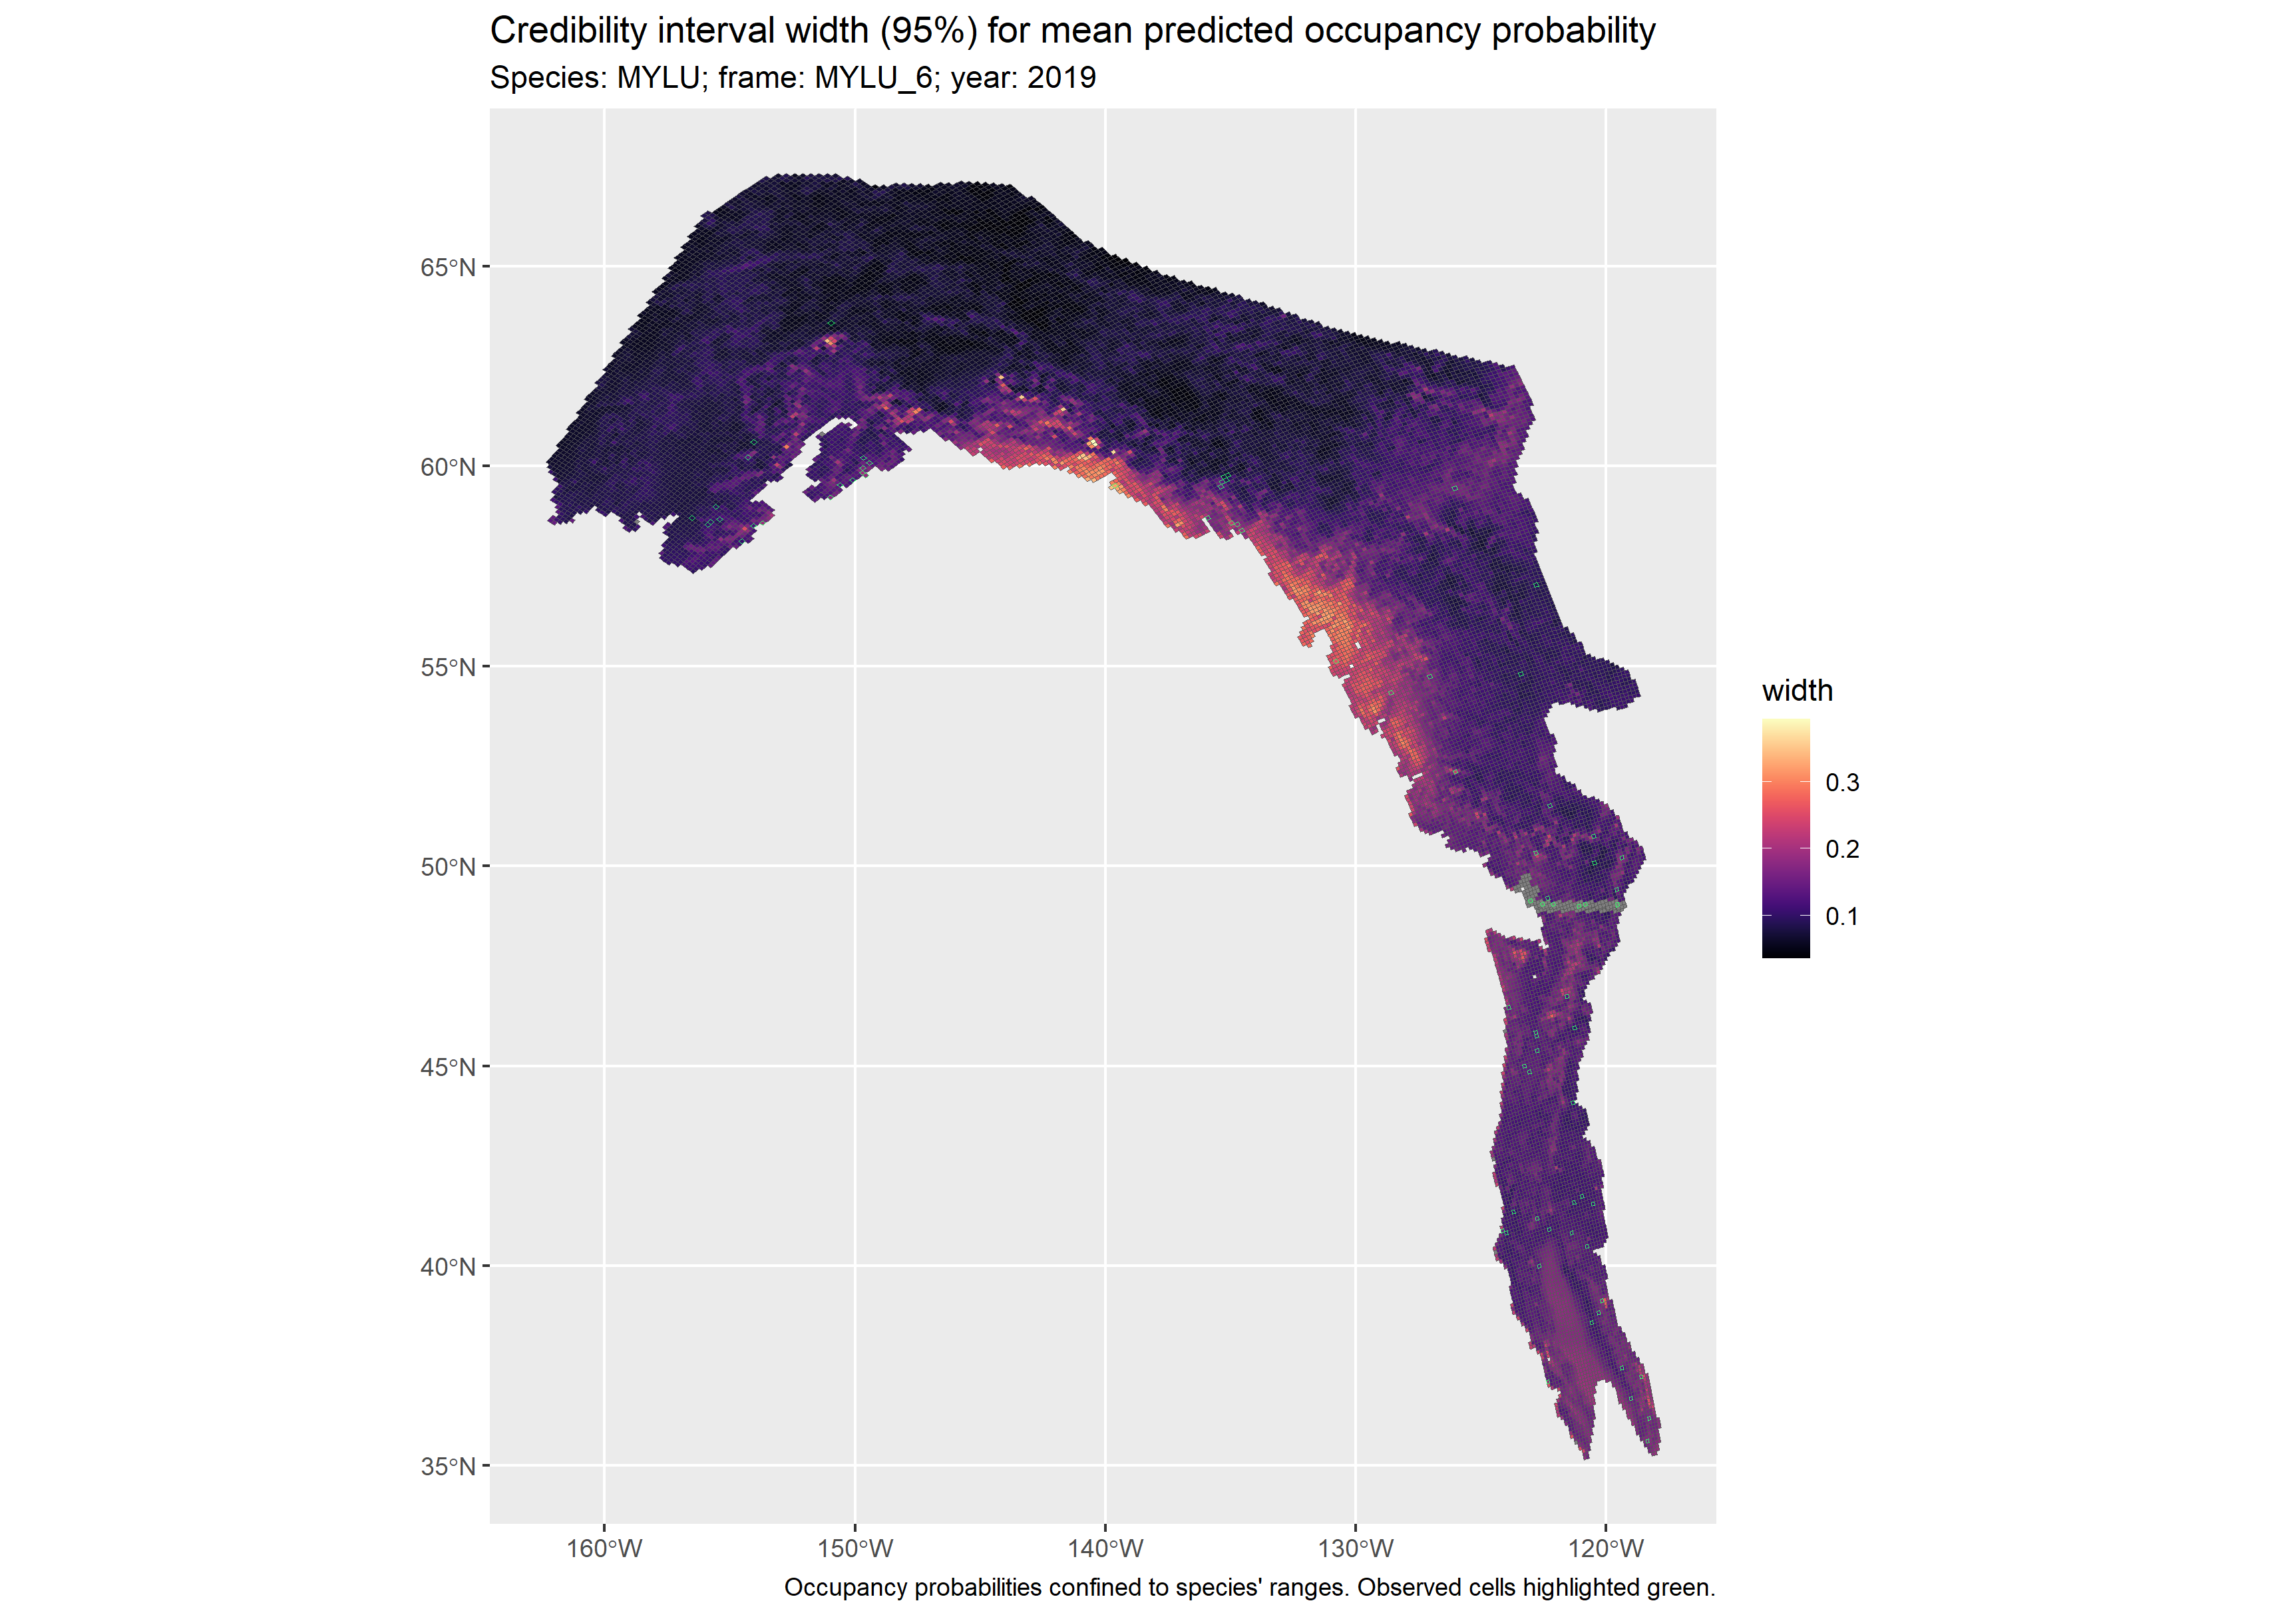 Credibility interval width (95%) for mean predicted occupancy probability
Species: MYLU; frame: MYLU_6; year: 2019
65°N
60°N
55°N
50°N
45°N
40°N
35°N
160°W
150°W
140°W
130°W
120°W
width
0.3
0.2
0.1
Occupancy probabilities confined to species' ranges. Observed cells highlighted green.